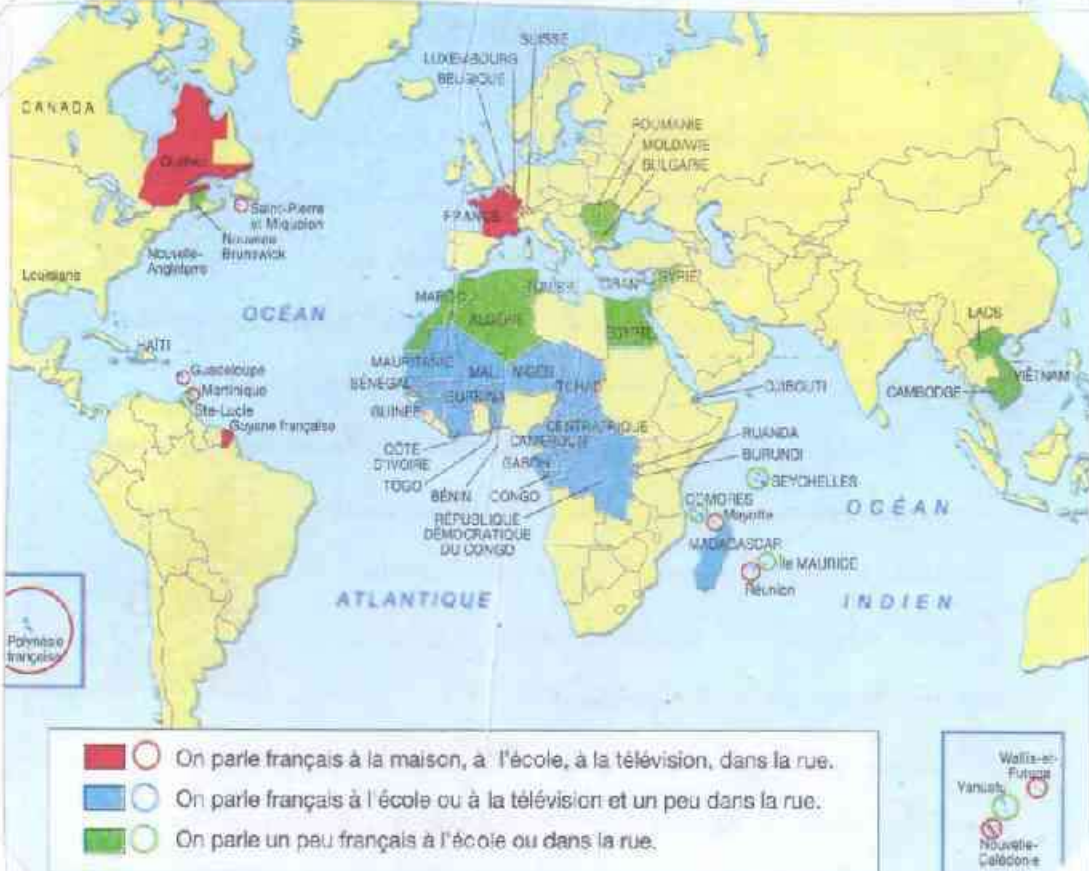 SUISSE
LUXEMBOURG
BELGIQUE
CANADA
ROUMANIE
MOLDAVIE
BULGARIE
Québec
FRANCE
Saint-Pierre
et Miquelon
Nouveau
Brunswick
Nouvelle-
Angleterre
Louisiane
OCÉAN
MAROC
TUNISIE
LIBAN
SYRIE
ALGÉRIE
ÉGYPTE
LAOS
HAÏTI
MAURITANIE
MALI
NIGER
Guadeloupe
SÉNÉGAL
TCHAD
DJIBOUTI
VIÊTNAM
Martinique
BURKINA
CAMBODGE
Ste-Lucie
GUINÉE
Guyane française
CENTRAFRIQUE
CÔTE
D'IVOIRE
CAMEROUN
RUANDA
BURUNDI
GABON
TOGO
BÉNIN
CONGO
SEYCHELLES
RÉPUBLIQUE
DÉMOCRATIQUE
DU CONGO
COMORES
Mayotte
OCÉAN
MADAGASCAR
Île MAURICE
Réunion
ATLANTIQUE
INDIEN
Polynésie
française
On parle français à la maison, à l'école, à la télévision, dans la rue.
On parle français à l'école ou à la télévision et un peu dans la rue.
On parle un peu français à l'école ou dans la rue.
Wallis-et-
Futuna
Vanuatu
Nouvelle-
Calédonie